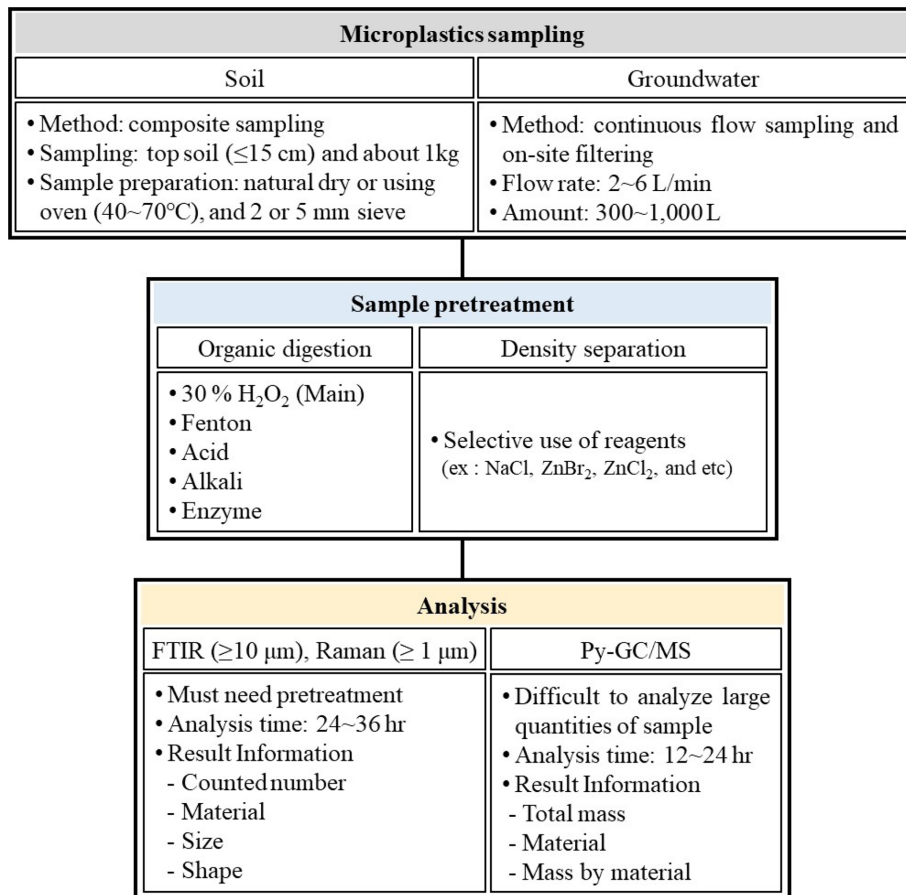 Microplastics sampling
Soil
• Method: composite sampling
• Sampling: top soil (≤15 cm) and about 1kg
• Sample preparation: natural dry or using
oven (40~70℃), and 2 or 5 mm sieve
Groundwater
• Method: continuous flow sampling and
on-site filtering
• Flow rate: 2~6 L/min
• Amount: 300~1,000 L
Sample pretreatment
Organic digestion
• 30 % H₂O₂ (Main)
• Fenton
• Acid
• Alkali
• Enzyme
Density separation
• Selective use of reagents
(ex : NaCl, ZnBr₂, ZnCl₂, and etc)
Analysis
FTIR (≥10 μm), Raman (≥ 1 μm)
• Must need pretreatment
• Analysis time: 24~36 hr
• Result Information
- Counted number
- Material
- Size
- Shape
Py-GC/MS
• Difficult to analyze large
quantities of sample
• Analysis time: 12~24 hr
• Result Information
- Total mass
- Material
- Mass by material